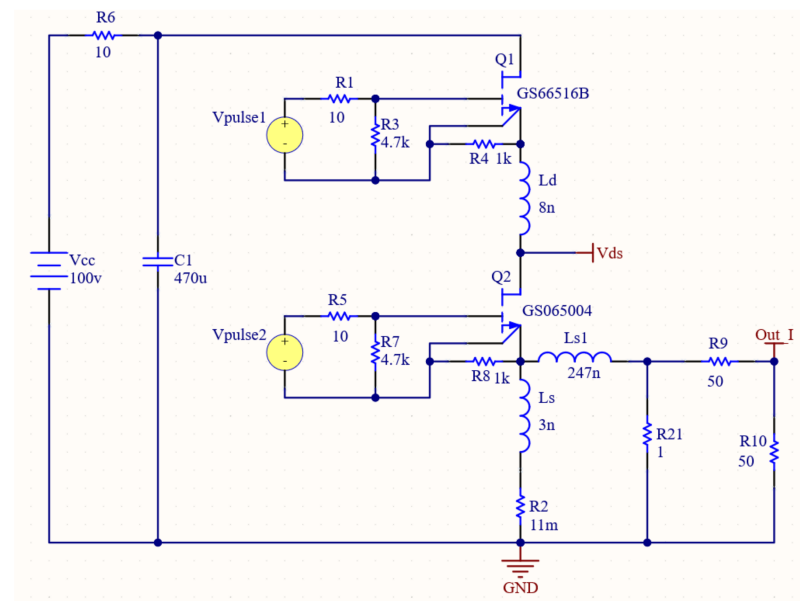 R6
10
Q1
GS66516B
R1
10
Vpulse1
+
-
R3
4.7k
R4 1k
Ld
8n
Vcc
100v
C1
470u
Vds
Q2
GS065004
R5
10
Vpulse2
+
-
R7
4.7k
R8 1k
Ls1
247n
R9
50
Out_I
Ls
3n
R21
1
R10
50
R2
11m
GND